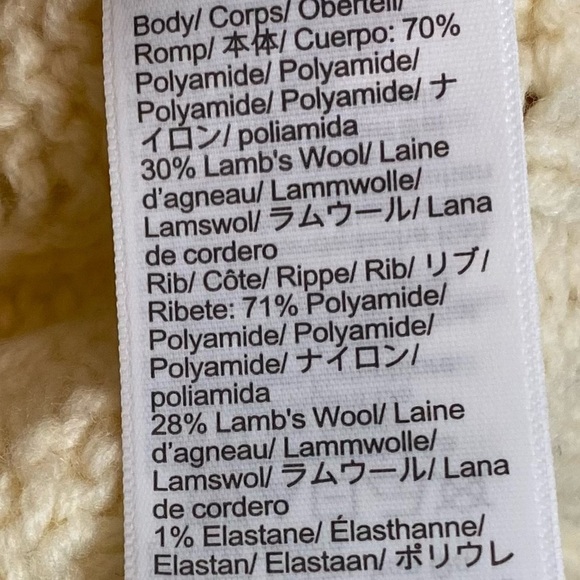 Body/ Corps/ Oberteil/
Romp/ 本体/ Cuerpo: 70%
Polyamide/ Polyamide/
Polyamide/ Polyamide/ ナ
イロン/ poliamida
30% Lamb's Wool/ Laine
d'agneau/ Lammwolle/
Lamswol/ ラムウール/ Lana
de cordero
Rib/ Côte/ Rippe/ Rib/ リブ/
Ribete: 71% Polyamide/
Polyamide/ Polyamide/
Polyamide/ ナイロン/
poliamida
28% Lamb's Wool/ Laine
d'agneau/ Lammwolle/
Lamswol/ ラムウール/ Lana
de cordero
1% Elastane/ Élasthanne/
Elastan/ Elastaan/ ポリウレ